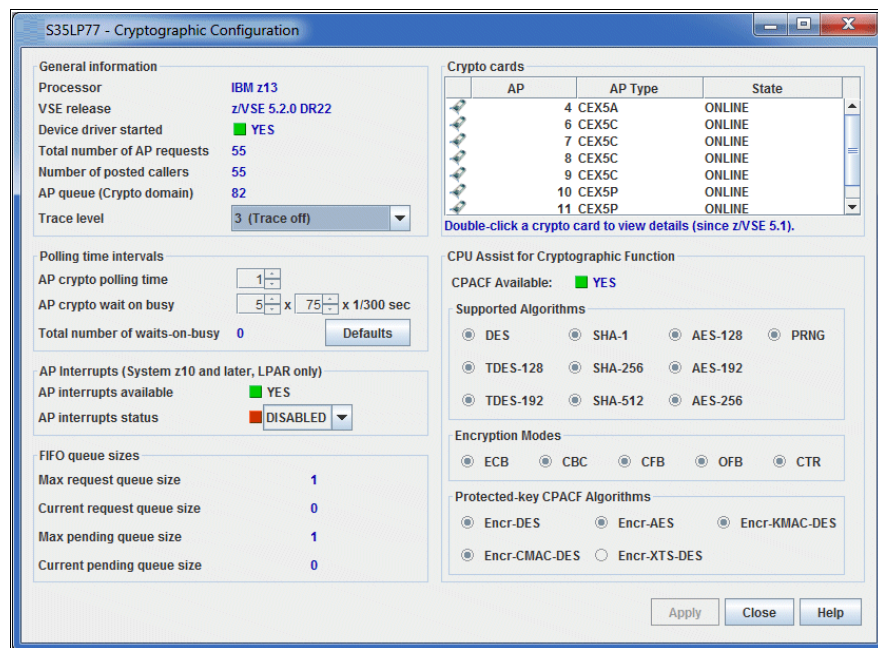 S35LP77 - Cryptographic Configuration
General information
Processor IBM z13
VSE release z/VSE 5.2.0 DR22
Device driver started YES
Total number of AP requests 55
Number of posted callers 55
AP queue (Crypto domain) 82
Trace level 3 (Trace off)
Polling time intervals
AP crypto polling time 1
AP crypto wait on busy 5 x 75 x 1/300 sec
Total number of waits-on-busy 0 Defaults
AP Interrupts (System z10 and later, LPAR only)
AP interrupts available YES
AP interrupts status DISABLED
FIFO queue sizes
Max request queue size 1
Current request queue size 0
Max pending queue size 1
Current pending queue size 0
Crypto cards
AP AP Type State
4 CEX5A ONLINE
6 CEX5C ONLINE
7 CEX5C ONLINE
8 CEX5C ONLINE
9 CEX5C ONLINE
10 CEX5P ONLINE
11 CEX5P ONLINE
Double-click a crypto card to view details (since z/VSE 5.1).
CPU Assist for Cryptographic Function
CPACF Available: YES
Supported Algorithms
DES SHA-1 AES-128 PRNG
TDES-128 SHA-256 AES-192
TDES-192 SHA-512 AES-256
Encryption Modes
ECB CBC CFB OFB CTR
Protected-key CPACF Algorithms
Encr-DES Encr-AES Encr-KMAC-DES
Encr-CMAC-DES Encr-XTS-DES
Apply Close Help